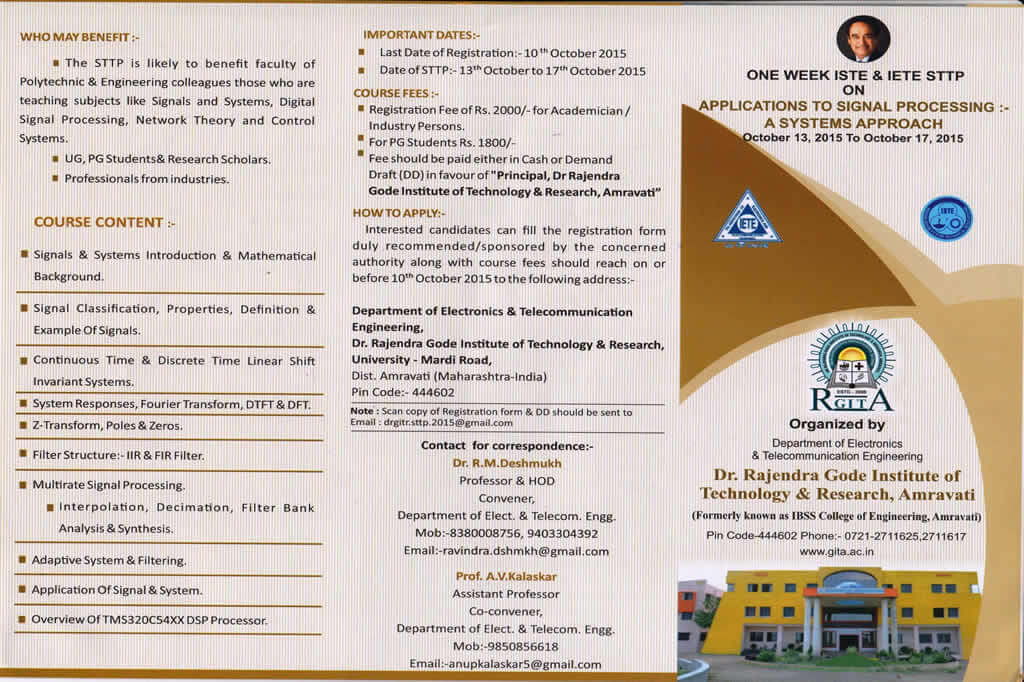 WHO MAY BENEFIT :-
The STTP is likely to benefit faculty of
Polytechnic & Engineering colleagues those who are
teaching subjects like Signals and Systems, Digital
Signal Processing, Network Theory and Control
Systems.
UG, PG Students& Research Scholars.
Professionals from industries.
COURSE CONTENT :-
Signals & Systems Introduction & Mathematical
Background.
Signal Classification, Properties, Definition &
Example Of Signals.
Continuous Time & Discrete Time Linear Shift
Invariant Systems.
System Responses, Fourier Transform, DTFT & DFT.
Z-Transform, Poles & Zeros.
Filter Structure:- IIR & FIR Filter.
Multirate Signal Processing.
Interpolation, Decimation, Filter Bank
Analysis & Synthesis.
Adaptive System & Filtering.
Application Of Signal & System.
Overview Of TMS320C54XX DSP Processor.
IMPORTANT DATES:-
Last Date of Registration:- 10th October 2015
Date of STTP:- 13th October to 17th October 2015
COURSE FEES :-
Registration Fee of Rs. 2000/- for Academician /
Industry Persons.
For PG Students Rs. 1800/-
Fee should be paid either in Cash or Demand
Draft (DD) in favour of "Principal, Dr Rajendra
Gode Institute of Technology & Research, Amravati”
HOW TO APPLY:-
Interested candidates can fill the registration form
duly recommended/sponsored by the concerned
authority along with course fees should reach on or
before 10th October 2015 to the following address:-
Department of Electronics & Telecommunication
Engineering,
Dr. Rajendra Gode Institute of Technology & Research,
University - Mardi Road,
Dist. Amravati (Maharashtra-India)
Pin Code:- 444602
Note : Scan copy of Registration form & DD should be sent to
Email : drgitr.sttp.2015@gmail.com
Contact for correspondence:-
Dr. R.M.Deshmukh
Professor & HOD
Convener,
Department of Elect. & Telecom. Engg.
Mob:-8380008756, 9403304392
Email:-ravindra.dshmkh@gmail.com
Prof. A.V.Kalaskar
Assistant Professor
Co-convener,
Department of Elect. & Telecom. Engg.
Mob:-9850856618
Email:-anupkalaskar5@gmail.com
ONE WEEK ISTE & IETE STTP
ON
APPLICATIONS TO SIGNAL PROCESSING :-
A SYSTEMS APPROACH
October 13, 2015 To October 17, 2015
IETE
ISTE
RGITA
Organized by
Department of Electronics
& Telecommunication Engineering
Dr. Rajendra Gode Institute of
Technology & Research, Amravati
(Formerly known as IBSS College of Engineering, Amravati)
Pin Code-444602 Phone:- 0721-2711625,2711617
www.gita.ac.in